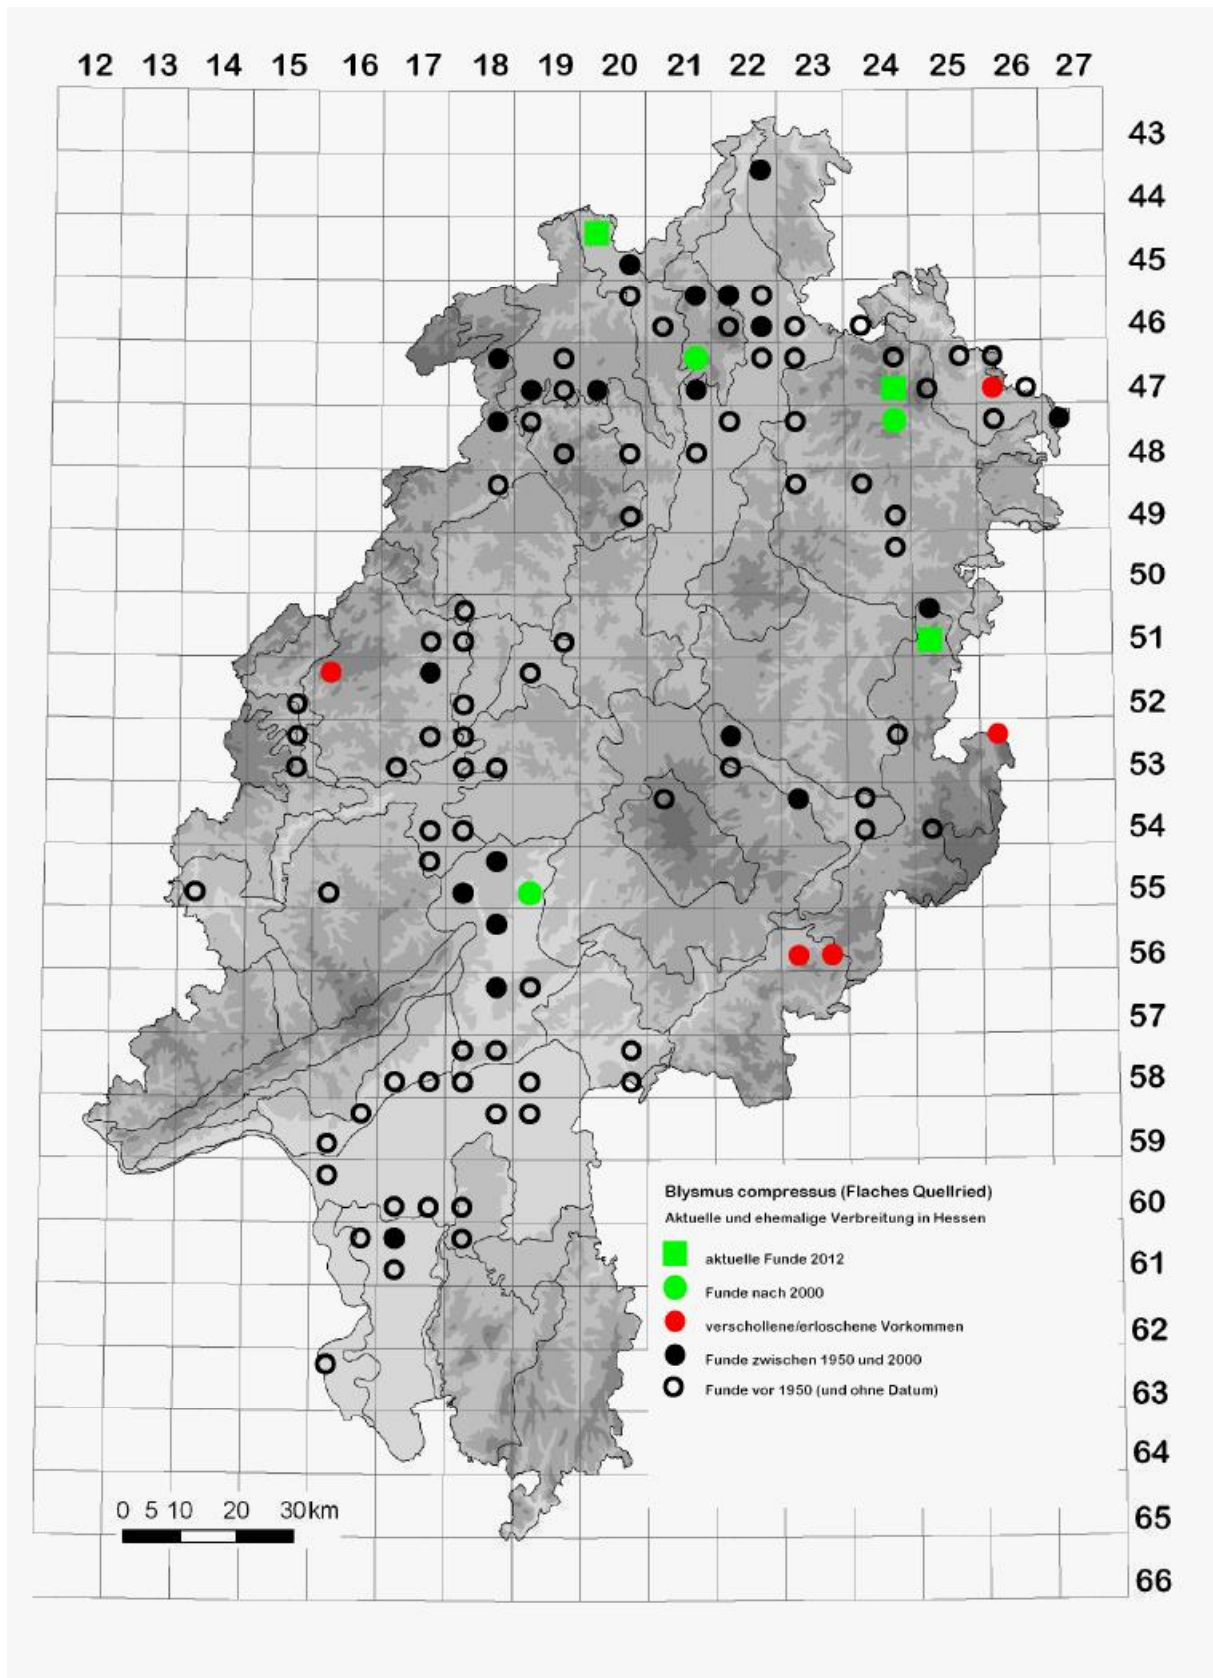 12 13 14 15 16 17 18 19 20 21 22 23 24 25 26 27
43
44
45
46
47
48
49
50
51
52
53
54
55
56
57
58
59
60
61
62
63
64
65
66
Blysmus compressus (Flaches Quellried)
Aktuelle und ehemalige Verbreitung in Hessen
aktuelle Funde 2012
Funde nach 2000
verschollene/erloschene Vorkommen
Funde zwischen 1950 und 2000
Funde vor 1950 (und ohne Datum)
0 5 10 20 30km